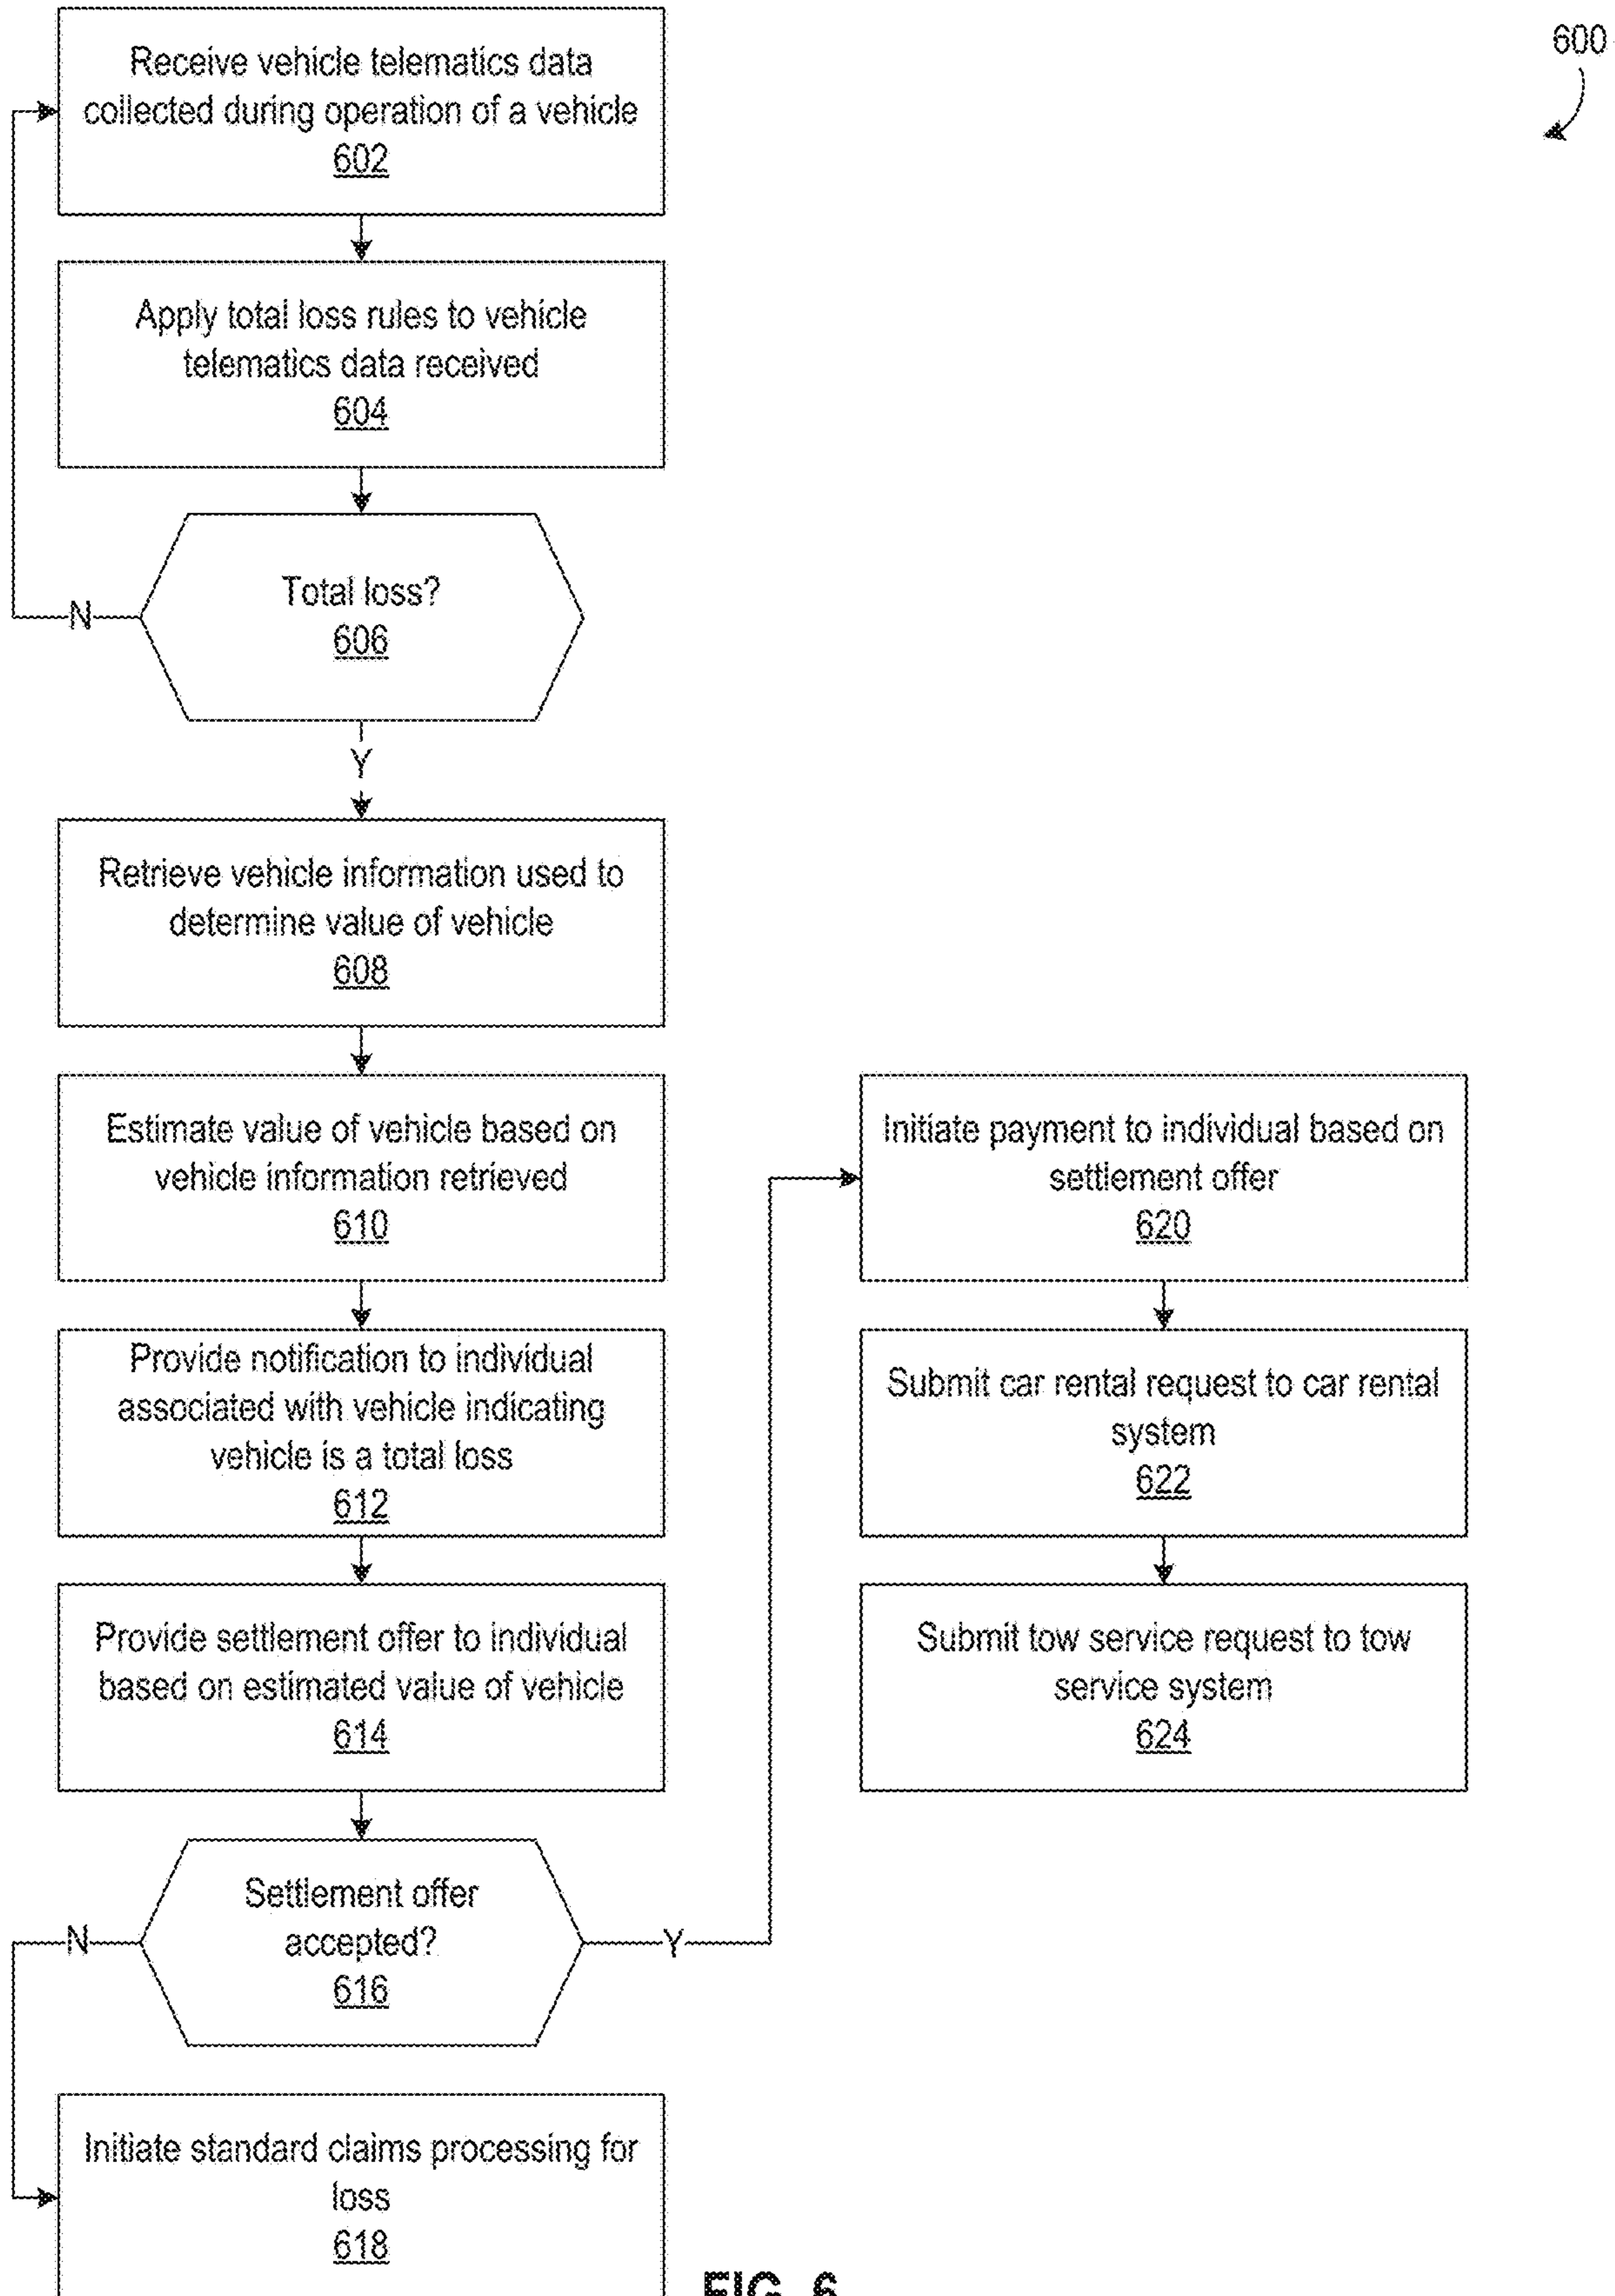 600
Receive vehicle telematics data
collected during operation of a vehicle
602
Apply total loss rules to vehicle
telematics data received
604
Total loss?
606
N
Y
Retrieve vehicle information used to
determine value of vehicle
608
Estimate value of vehicle based on
vehicle information retrieved
610
Provide notification to individual
associated with vehicle indicating
vehicle is a total loss
612
Provide settlement offer to individual
based on estimated value of vehicle
614
Settlement offer
accepted?
616
N
Y
Initiate standard claims processing for
loss
618
Initiate payment to individual based on
settlement offer
620
Submit car rental request to car rental
system
622
Submit tow service request to tow
service system
624
FIG. 6